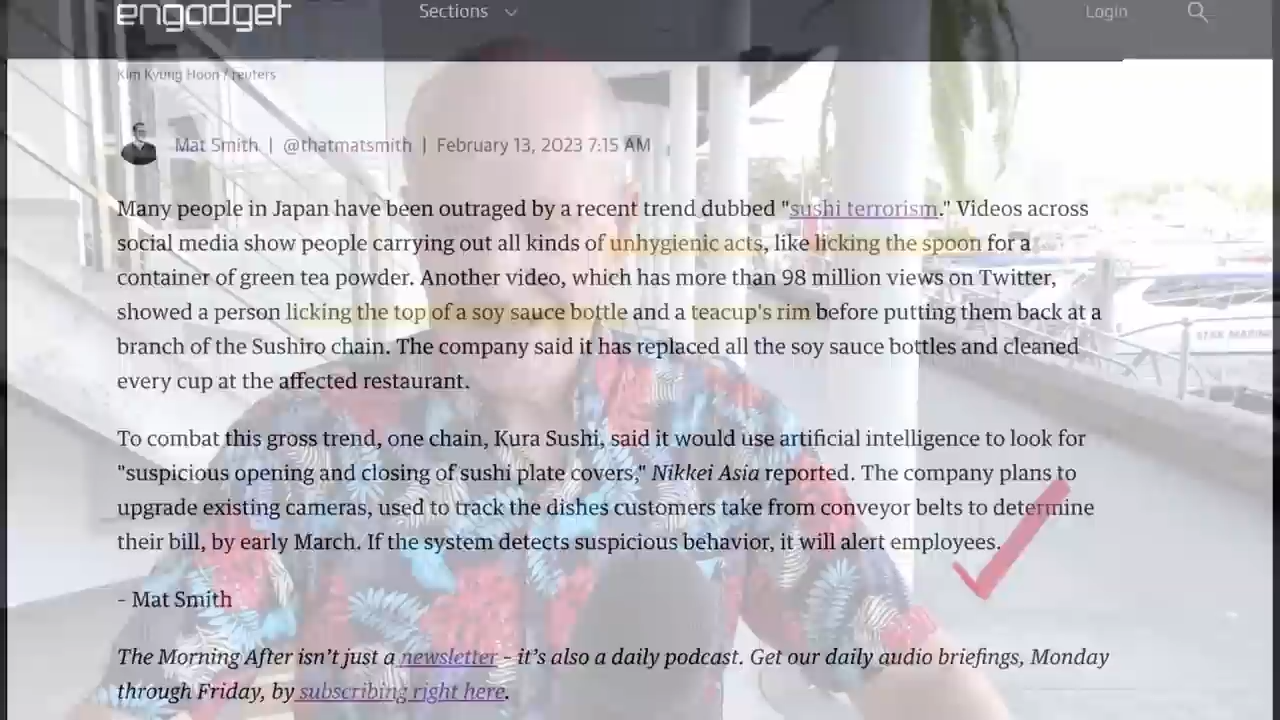 engadget
Sections
Login
Kim Kyung Hoon / reuters
Mat Smith | @thatmatsmith | February 13, 2023 7:15 AM
Many people in Japan have been outraged by a recent trend dubbed "sushi terrorism." Videos across
social media show people carrying out all kinds of unhygienic acts, like licking the spoon for a
container of green tea powder. Another video, which has more than 98 million views on Twitter,
showed a person licking the top of a soy sauce bottle and a teacup's rim before putting them back at a
branch of the Sushiro chain. The company said it has replaced all the soy sauce bottles and cleaned
every cup at the affected restaurant.
To combat this gross trend, one chain, Kura Sushi, said it would use artificial intelligence to look for
"suspicious opening and closing of sushi plate covers," Nikkei Asia reported. The company plans to
upgrade existing cameras, used to track the dishes customers take from conveyor belts to determine
their bill, by early March. If the system detects suspicious behavior, it will alert employees.
- Mat Smith
The Morning After isn't just a newsletter - it's also a daily podcast. Get our daily audio briefings, Monday
through Friday, by subscribing right here.
STAR MARINE